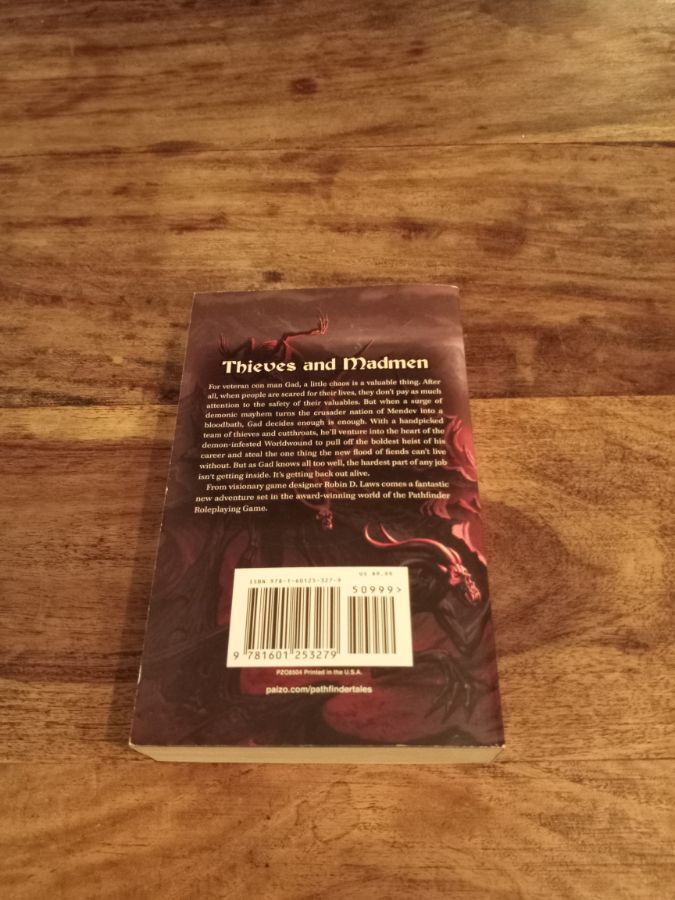 Thieves and Madmen
For veteran con man Gad, a little chaos is a valuable thing. After
all, when people are scared for their lives, they don't pay as much
attention to the safety of their valuables. But when a surge of
demonic mayhem turns the crusader nation of Mendev into a
bloodbath, Gad decides enough is enough. With a handpicked
team of thieves and cutthroats, he'll venture into the heart of the
demon-infested Worldwound to pull off the boldest heist of his
career and steal the one thing the new flood of fiends can't live
without. But as Gad knows all too well, the hardest part of any job
isn't getting inside. It's getting back out alive.
From visionary game designer Robin D. Laws comes a fantastic
new adventure set in the award-winning world of the Pathfinder
Roleplaying Game.
ISBN: 978-1-60125-327-9
US $9.99
50999>
9 781601 253279
PZO8504 Printed in the U.S.A.
paizo.com/pathfindertales